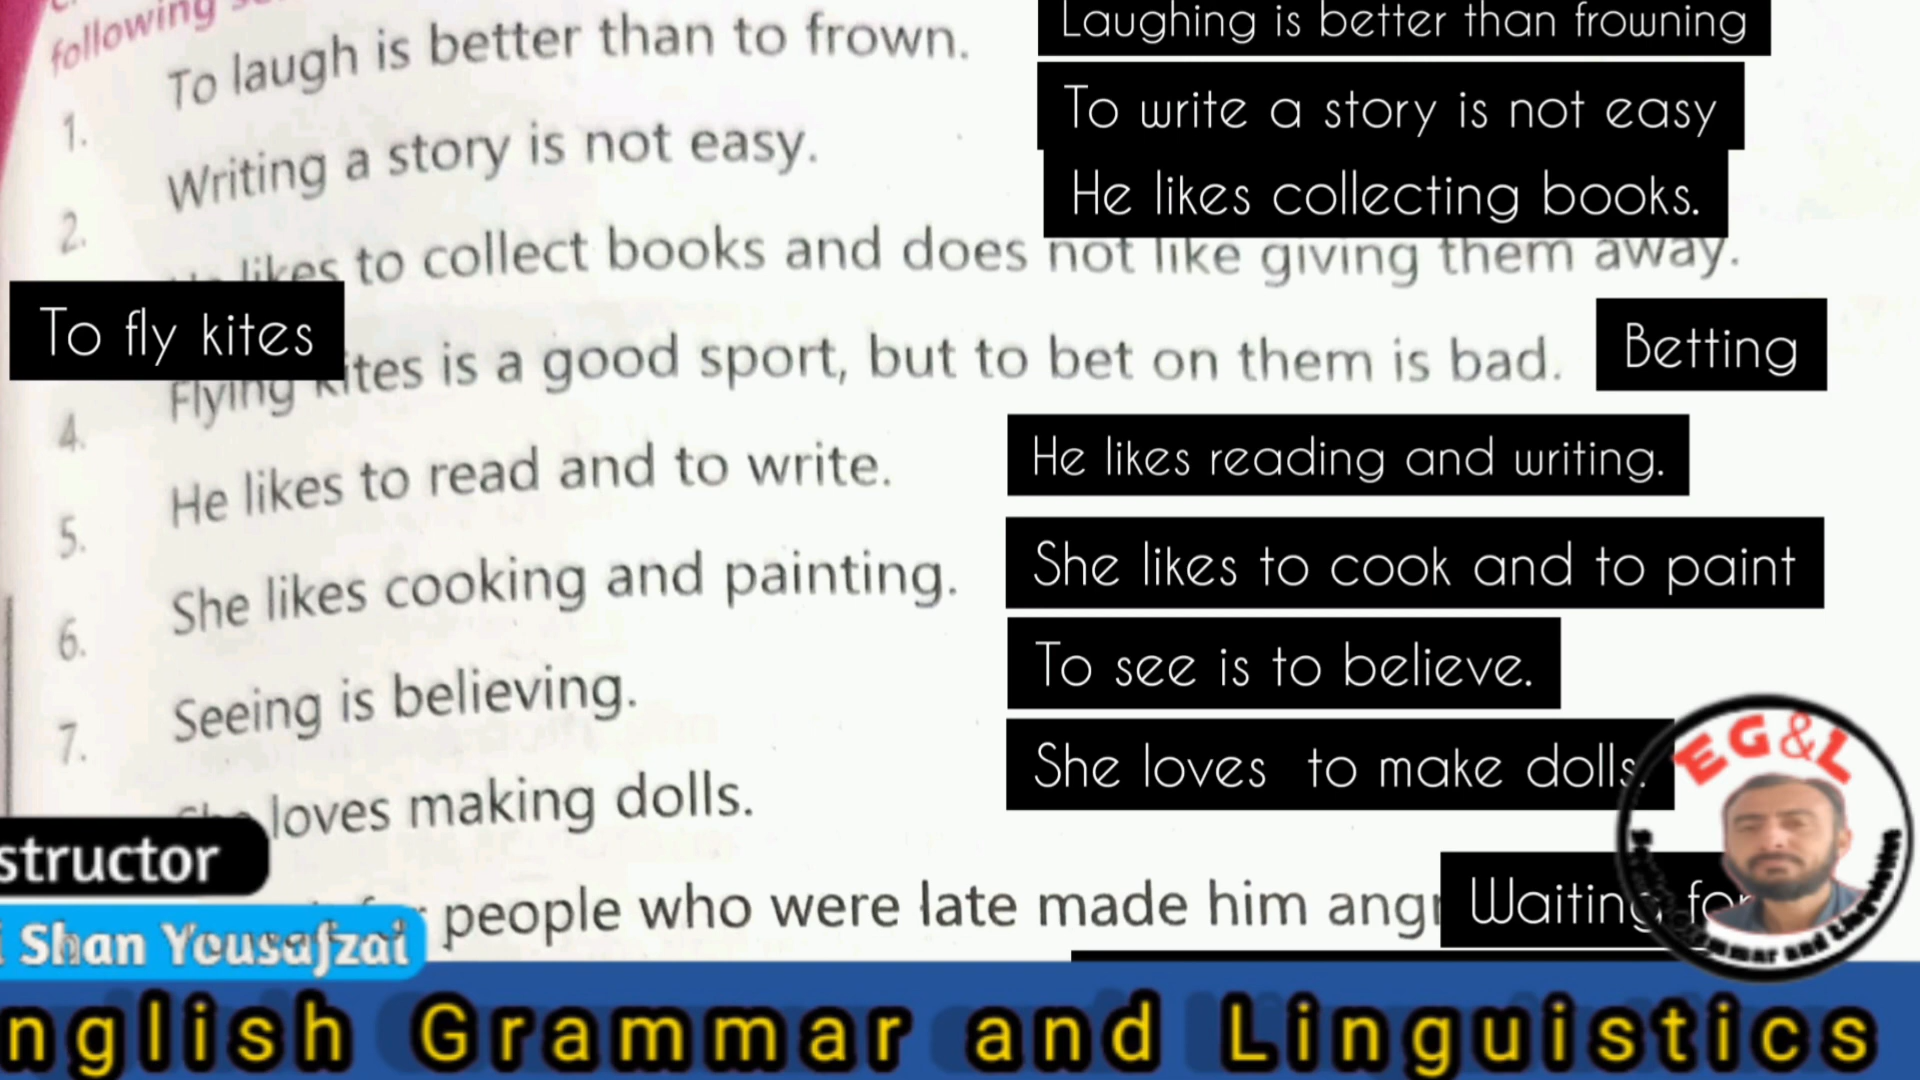 following
Laughing is better than frowning
To laugh is better than to frown.
1.
To write a story is not easy
Writing a story is not easy.
2.
He likes collecting books.
likes to collect books and does not like giving them away.
To fly kites
Flying kites is a good sport, but to bet on them is bad.
Betting
4.
He likes to read and to write.
He likes reading and writing.
5.
She likes cooking and painting.
She likes to cook and to paint
6.
Seeing is believing.
To see is to believe.
7.
She loves making dolls.
She loves to make dolls.
structor
people who were late made him angr
Waiting for
i Shan Yousafzai
EG&L
nglish Grammar and Linguistics